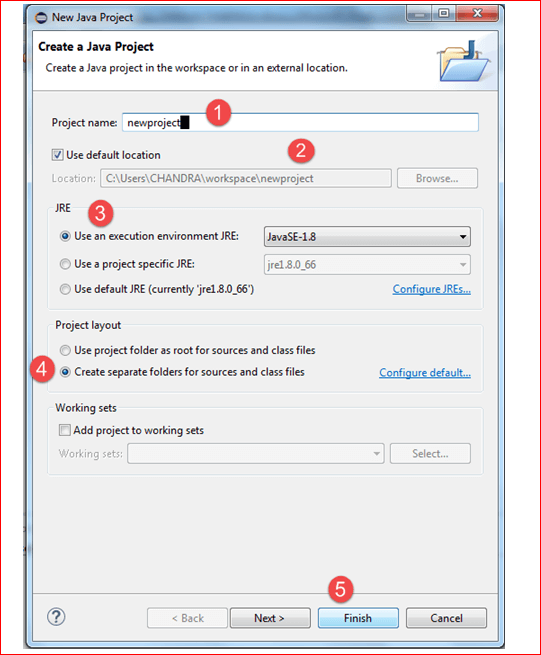 New Java Project
Create a Java Project
Create a Java project in the workspace or in an external location.
1
Project name: newproject
2
Use default location
Location: C:\Users\CHANDRA\workspace\newproject Browse...
JRE
3
Use an execution environment JRE: JavaSE-1.8
Use a project specific JRE: jre1.8.0_66
Use default JRE (currently 'jre1.8.0_66') Configure JREs...
Project layout
Use project folder as root for sources and class files
4
Create separate folders for sources and class files Configure default...
Working sets
Add project to working sets
Working sets: Select...
5
? < Back Next > Finish Cancel